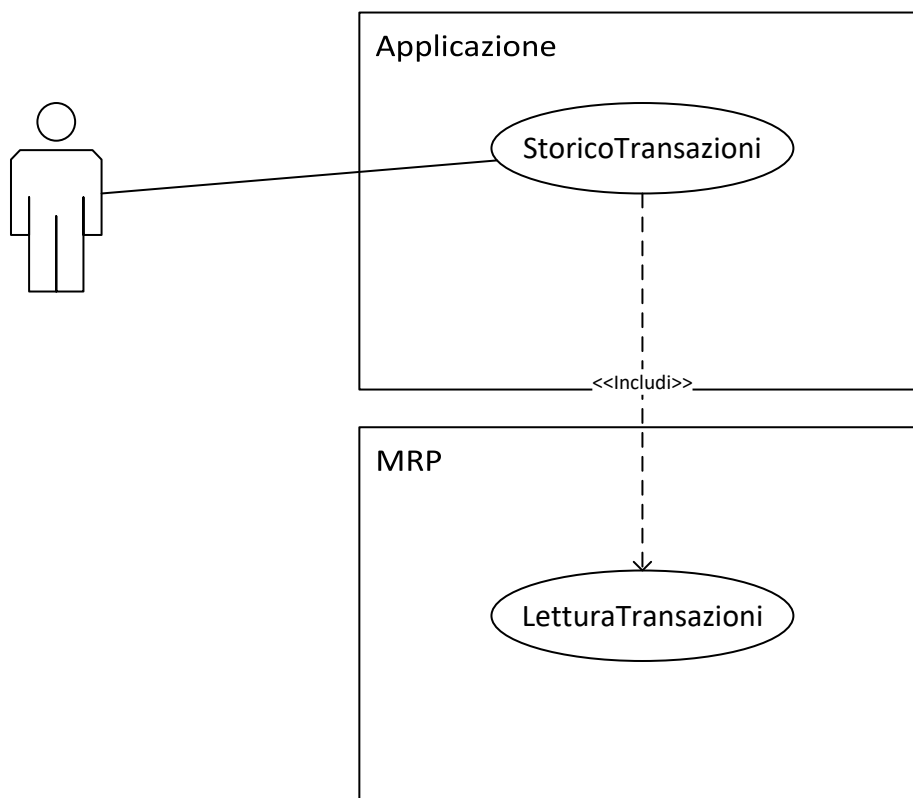 Applicazione
StoricoTransazioni
<<Includi>>
MRP
LetturaTransazioni